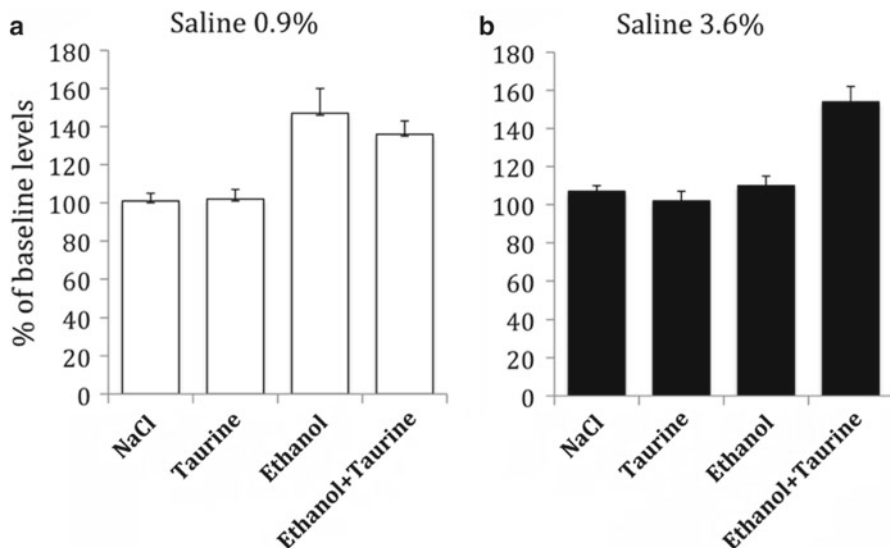 a
Saline 0.9%
% of baseline levels
180
160
140
120
100
80
60
40
20
0
NaCl
Taurine
Ethanol
Ethanol+Taurine
b
Saline 3.6%
180
160
140
120
100
80
60
40
20
0
NaCl
Taurine
Ethanol
Ethanol+Taurine